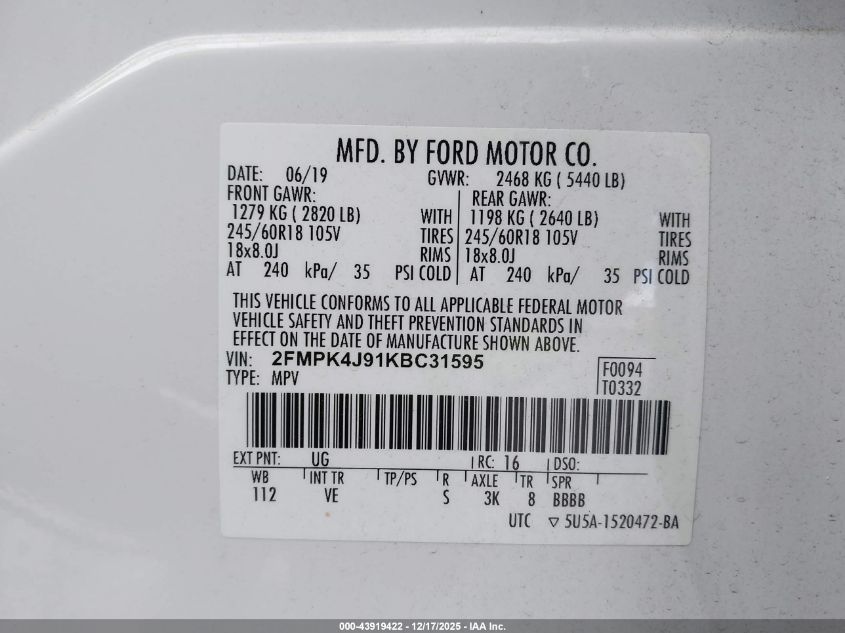 MFD. BY FORD MOTOR CO.
DATE: 06/19 GVWR: 2468 KG ( 5440 LB)
FRONT GAWR: REAR GAWR:
1279 KG ( 2820 LB) WITH 1198 KG ( 2640 LB) WITH
245/60R18 105V TIRES 245/60R18 105V TIRES
18x8.0J RIMS 18x8.0J RIMS
AT 240 kPa/ 35 PSI COLD AT 240 kPa/ 35 PSI COLD
THIS VEHICLE CONFORMS TO ALL APPLICABLE FEDERAL MOTOR
VEHICLE SAFETY AND THEFT PREVENTION STANDARDS IN
EFFECT ON THE DATE OF MANUFACTURE SHOWN ABOVE.
VIN: 2FMPK4J91KBC31595
F0094
TYPE: MPV
T0332
EXT PNT: UG RC: 16 DSO:
WB INT TR TP/PS R AXLE TR SPR
112 VE S 3K 8 BBBB
UTC ▽ 5U5A-1520472-BA
000-43919422 - 12/17/2025 - IAA Inc.